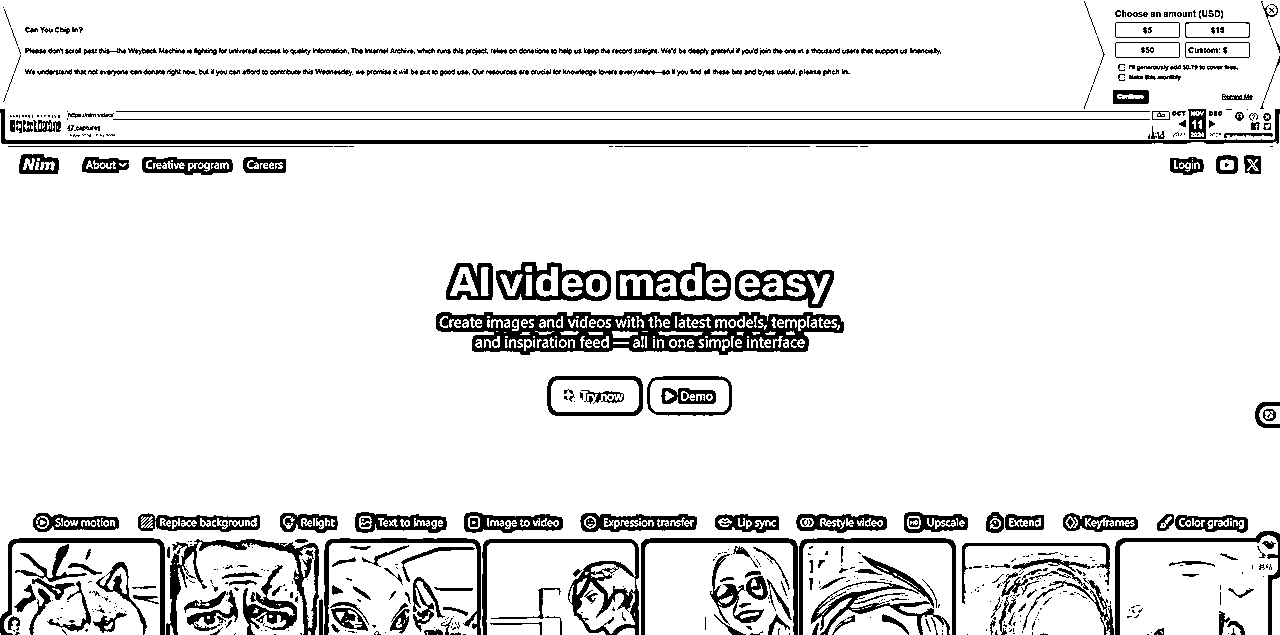 Can You Chip In?
Please don't scroll past this—the Wayback Machine is fighting for universal access to quality information. The Internet Archive, which runs this project, relies on donations to help us keep the record straight. We'd be deeply grateful if you'd join the one in a thousand users that support us financially.
We understand that not everyone can donate right now, but if you can afford to contribute this Wednesday, we promise it will be put to good use. Our resources are crucial for knowledge lovers everywhere—so if you find all these bits and bytes useful, please pitch in.
Choose an amount (USD)
$5
$15
$50
Custom: $
I'll generously add $0.79 to cover fees.
Make this monthly
Continue
Remind Me
https://nim.video/
17 captures
Go
OCT NOV DEC
11
2024
Nim
About
Creative program
Careers
Login
AI video made easy
Create images and videos with the latest models, templates,
and inspiration feed — all in one simple interface
Try now
Demo
Slow motion
Replace background
Relight
Text to image
Image to video
Expression transfer
Lip sync
Restyle video
Upscale
Extend
Keyframes
Color grading